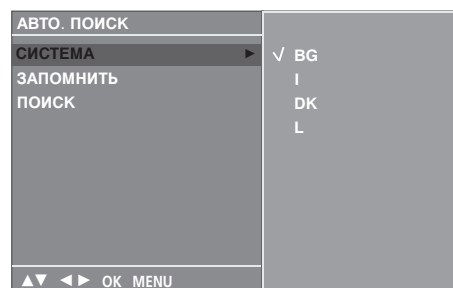 АВТО. ПОИСК
СИСТЕМА ►
ЗАПОМНИТЬ
ПОИСК
√ BG
I
DK
L
▲▼ ◄► OK MENU